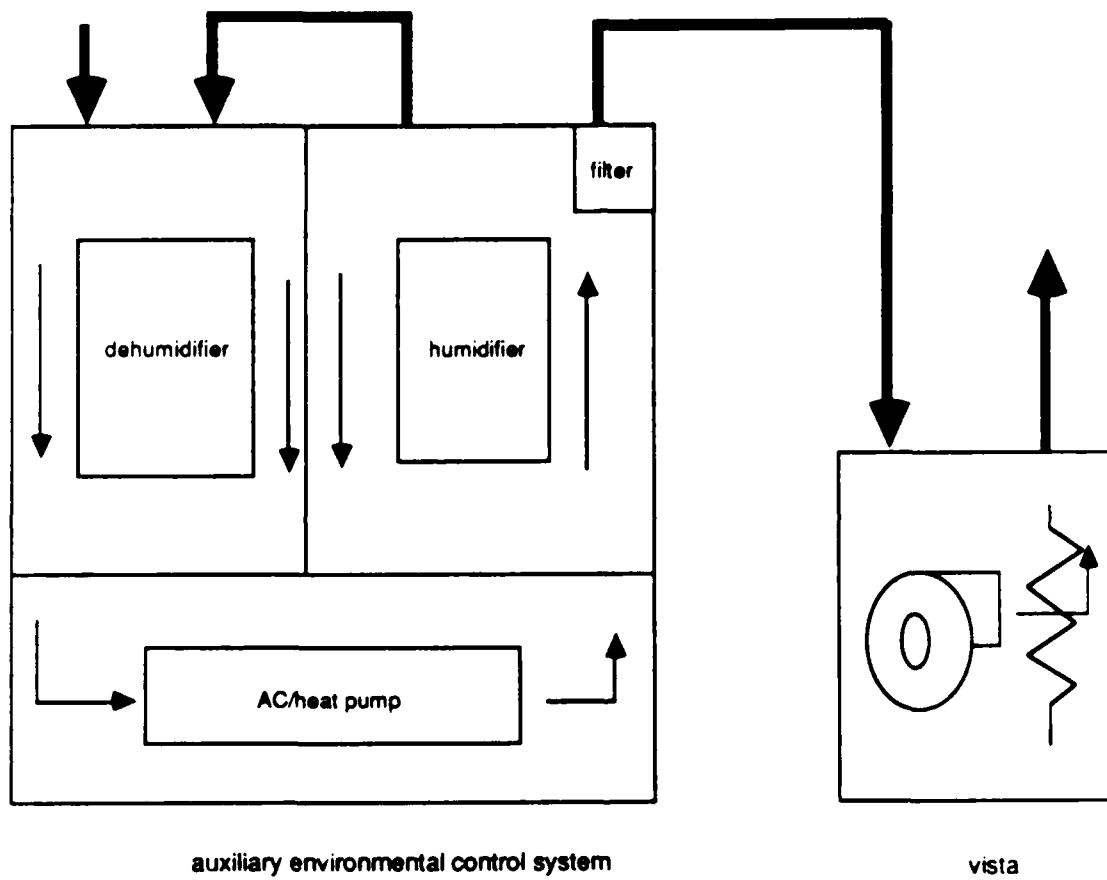 filter
dehumidifier
humidifier
AC/heat pump
auxiliary environmental control system
vista